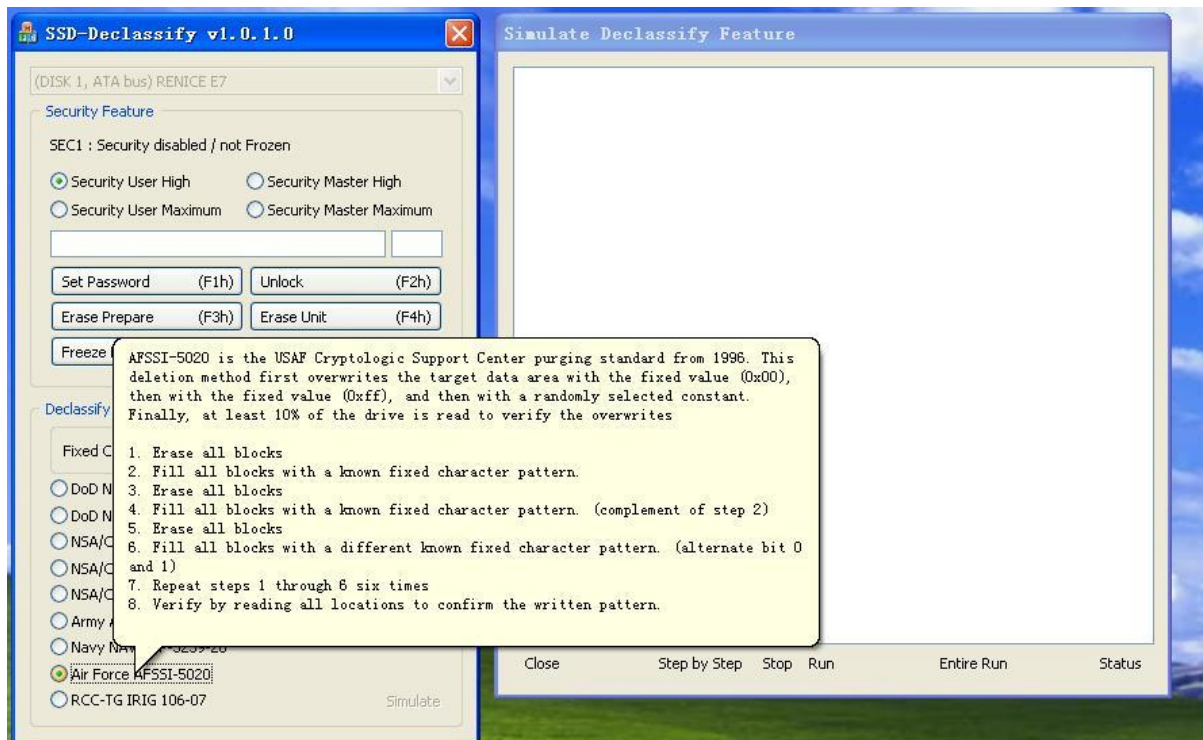 SSD-Declassify v1.0.1.0
(DISK 1, ATA bus) RENICE E7
Security Feature
SEC1 : Security disabled / not Frozen
Security User High Security Master High
Security User Maximum Security Master Maximum
Set Password (F1h) Unlock (F2h)
Erase Prepare (F3h) Erase Unit (F4h)
Freeze
Declassify
Fixed
DoD
DoD
Army
Navy
Air Force AFSSI-5020
RCC-TG IRIG 106-07 Simulate
AFSSI-5020 is the USAF Cryptologic Support Center purging standard from 1996. This
deletion method first overwrites the target data area with the fixed value (0x00),
then with the fixed value (0xff), and then with a randomly selected constant.
Finally, at least 10% of the drive is read to verify the overwrites
1. Erase all blocks
2. Fill all blocks with a known fixed character pattern.
3. Erase all blocks
4. Fill all blocks with a known fixed character pattern. (complement of step 2)
5. Erase all blocks
6. Fill all blocks with a different known fixed character pattern. (alternate bit 0
and 1)
7. Repeat steps 1 through 6 six times
8. Verify by reading all locations to confirm the written pattern.
Simulate Declassify Feature
Close Step by Step Stop Run Entire Run Status